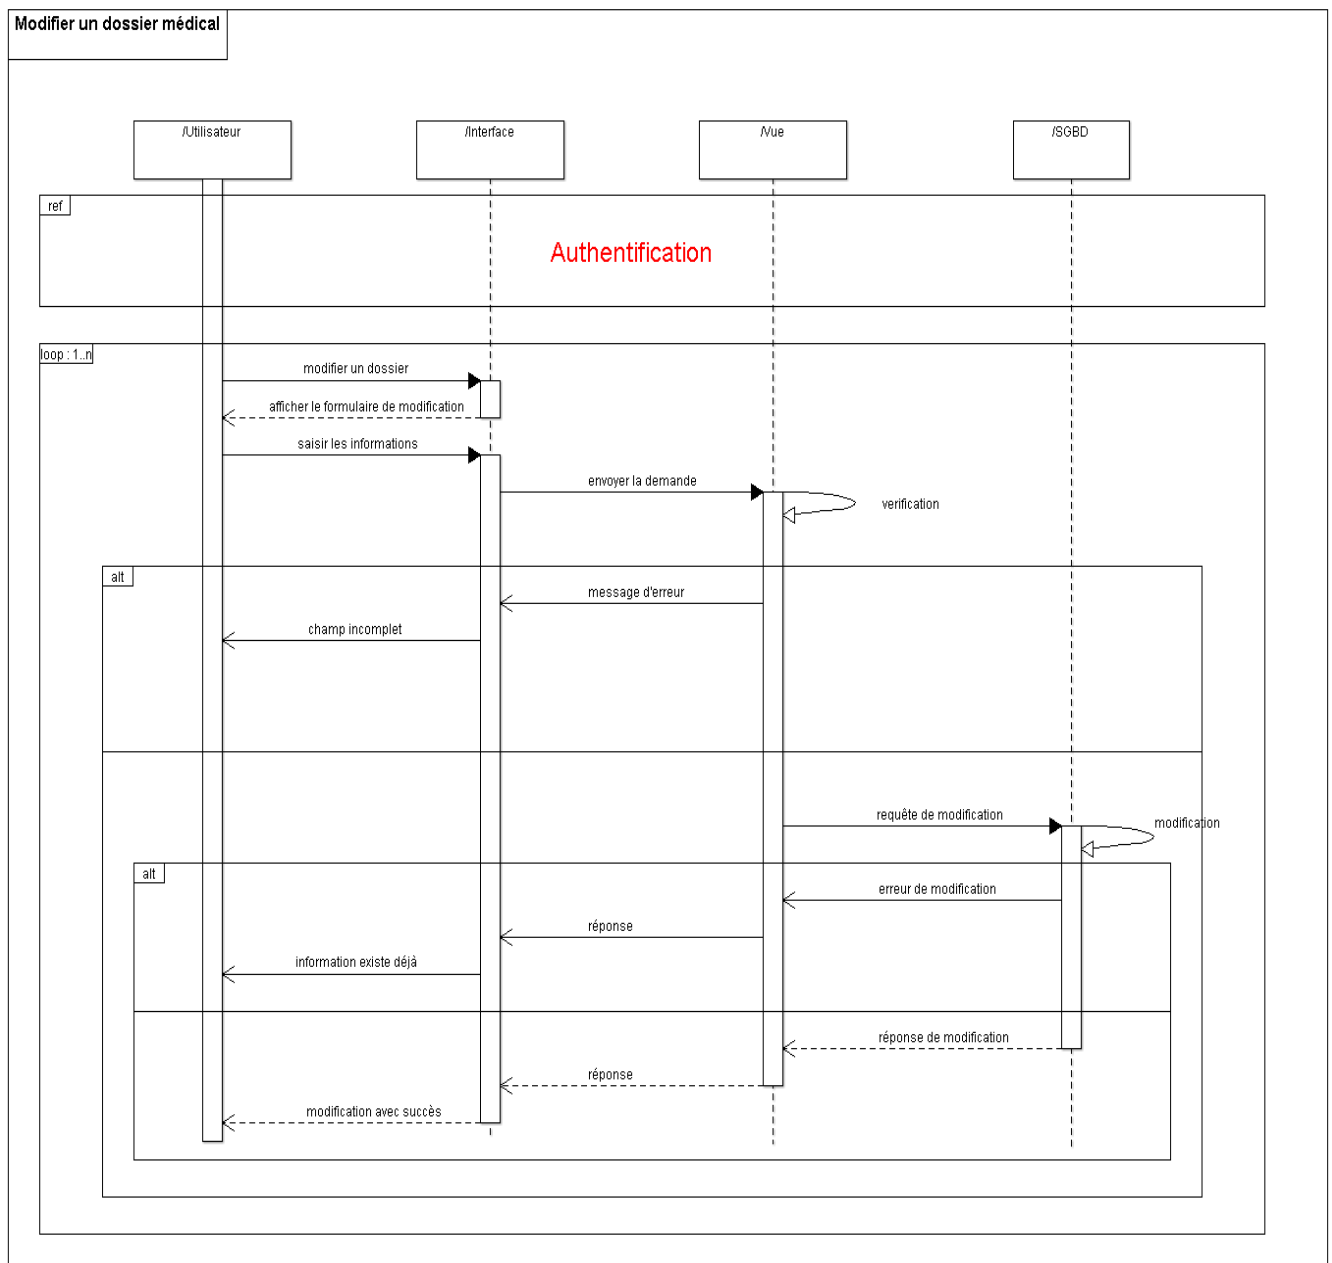 Modifier un dossier médical
/Utilisateur
/Interface
/Vue
/SGBD
ref
Authentification
loop : 1..n
modifier un dossier
afficher le formulaire de modification
saisir les informations
envoyer la demande
verification
alt
message d'erreur
champ incomplet
requête de modification
modification
alt
erreur de modification
réponse
information existe déjà
réponse de modification
réponse
modification avec succès